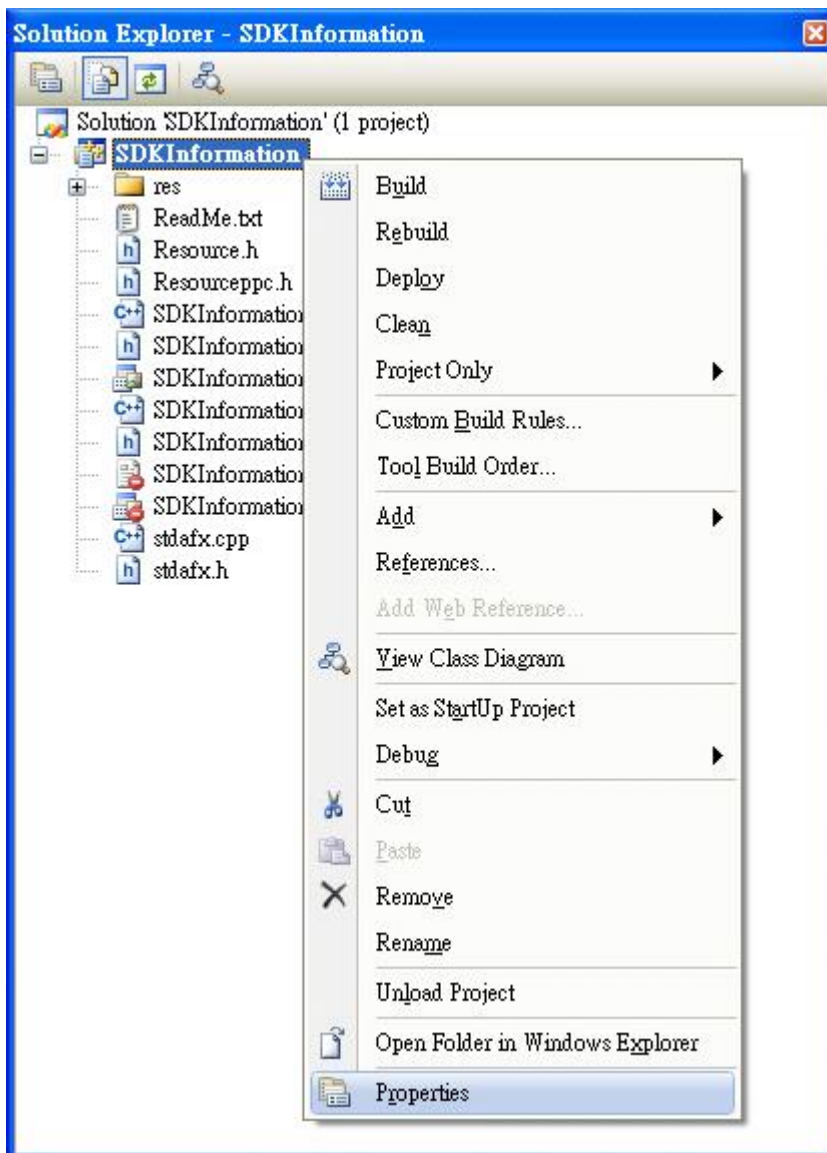 Solution Explorer - SDKInformation
Solution 'SDKInformation' (1 project)
SDKInformation
res
ReadMe.txt
Resource.h
Resourceppc.h
SDKInformation
SDKInformation
SDKInformation
SDKInformation
SDKInformation
SDKInformation
SDKInformation
stdafx.cpp
stdafx.h
Build
Rebuild
Deploy
Clean
Project Only
Custom Build Rules...
Tool Build Order...
Add
References...
Add Web Reference...
View Class Diagram
Set as StartUp Project
Debug
Cut
Paste
Remove
Rename
Unload Project
Open Folder in Windows Explorer
Properties